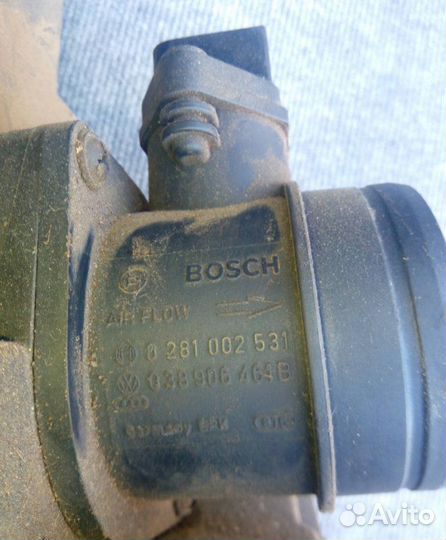 BOSCH
AIR FLOW
0 281 002 531
038 906 461B
Avito